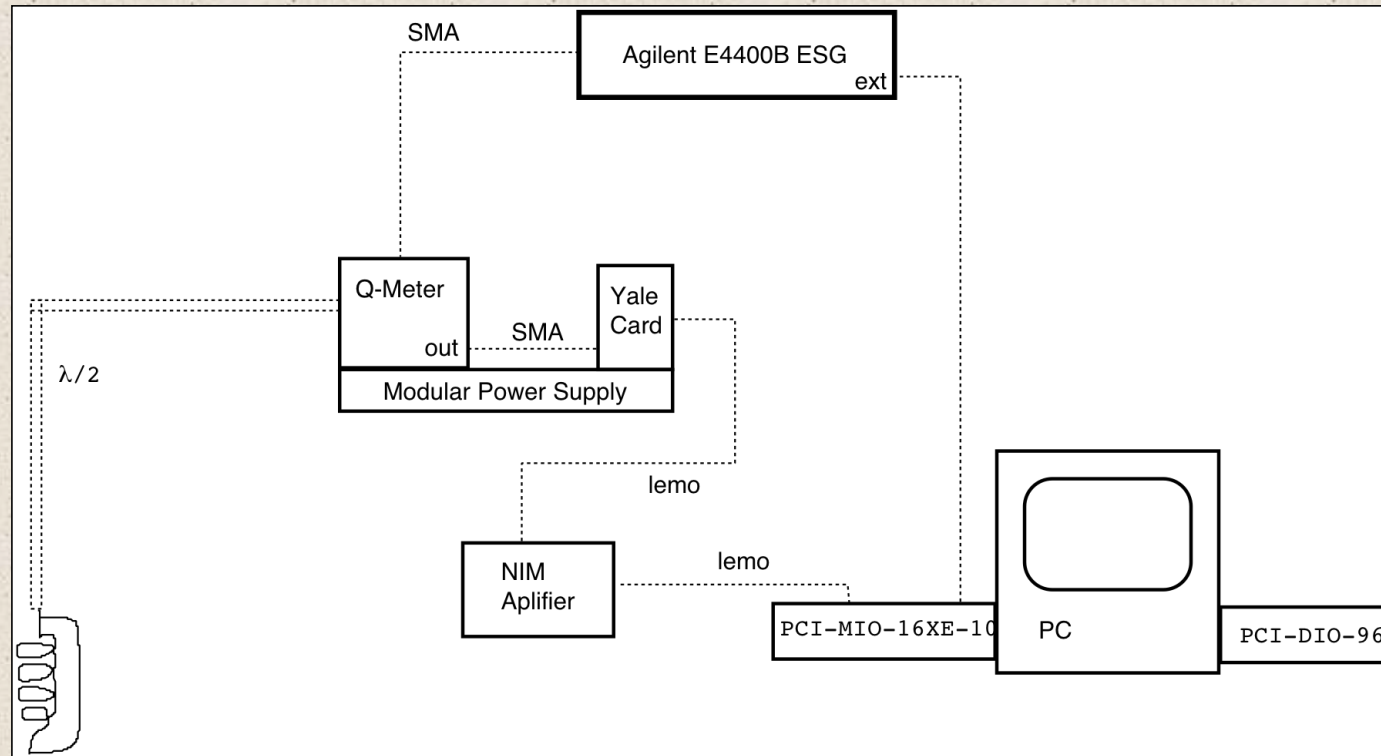 SMA
Agilent E4400B ESG
ext
Q-Meter
out
SMA
Yale
Card
Modular Power Supply
λ/2
lemo
NIM
Aplifier
lemo
PCI-MIO-16XE-10
PC
PCI-DIO-96